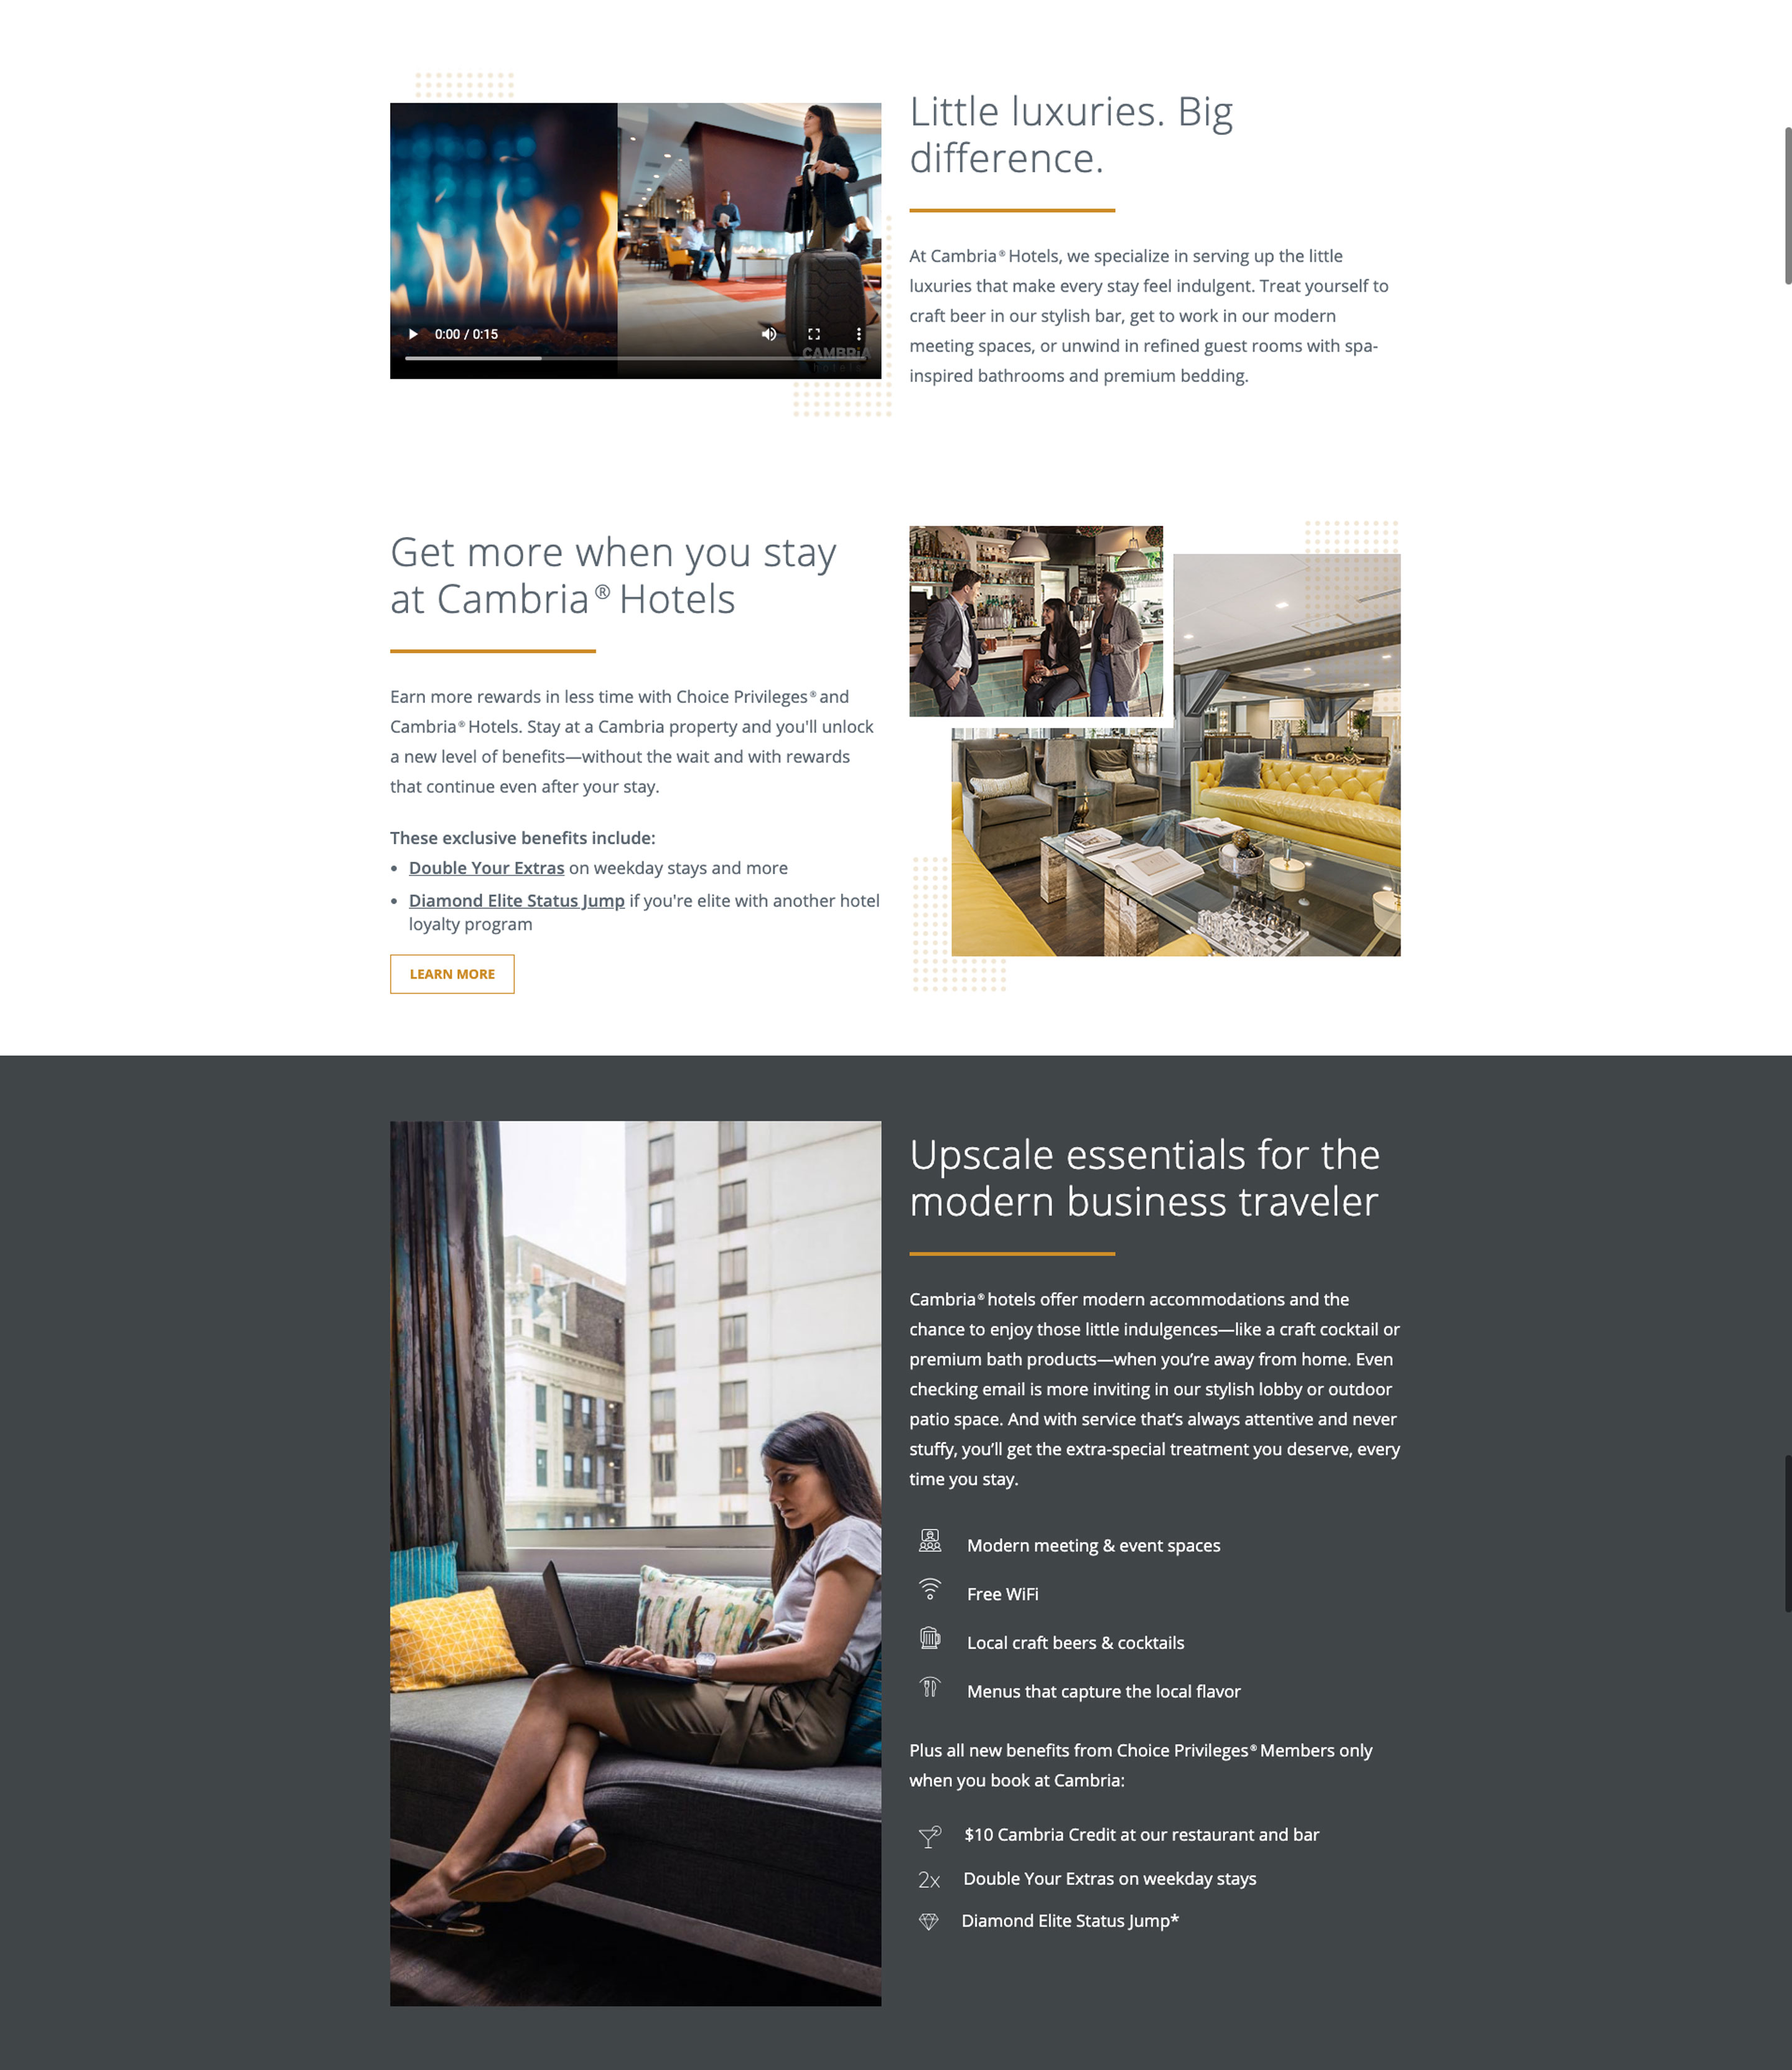 0:00 / 0:15
CAMBRiA
hotels
Little luxuries. Big
difference.
At Cambria® Hotels, we specialize in serving up the little
luxuries that make every stay feel indulgent. Treat yourself to
craft beer in our stylish bar, get to work in our modern
meeting spaces, or unwind in refined guest rooms with spa-
inspired bathrooms and premium bedding.
Get more when you stay
at Cambria® Hotels
Earn more rewards in less time with Choice Privileges® and
Cambria® Hotels. Stay at a Cambria property and you'll unlock
a new level of benefits—without the wait and with rewards
that continue even after your stay.
These exclusive benefits include:
• Double Your Extras on weekday stays and more
• Diamond Elite Status Jump if you're elite with another hotel
loyalty program
LEARN MORE
Upscale essentials for the
modern business traveler
Cambria® hotels offer modern accommodations and the
chance to enjoy those little indulgences—like a craft cocktail or
premium bath products—when you’re away from home. Even
checking email is more inviting in our stylish lobby or outdoor
patio space. And with service that’s always attentive and never
stuffy, you’ll get the extra-special treatment you deserve, every
time you stay.
Modern meeting & event spaces
Free WiFi
Local craft beers & cocktails
Menus that capture the local flavor
Plus all new benefits from Choice Privileges® Members only
when you book at Cambria:
$10 Cambria Credit at our restaurant and bar
2x Double Your Extras on weekday stays
Diamond Elite Status Jump*